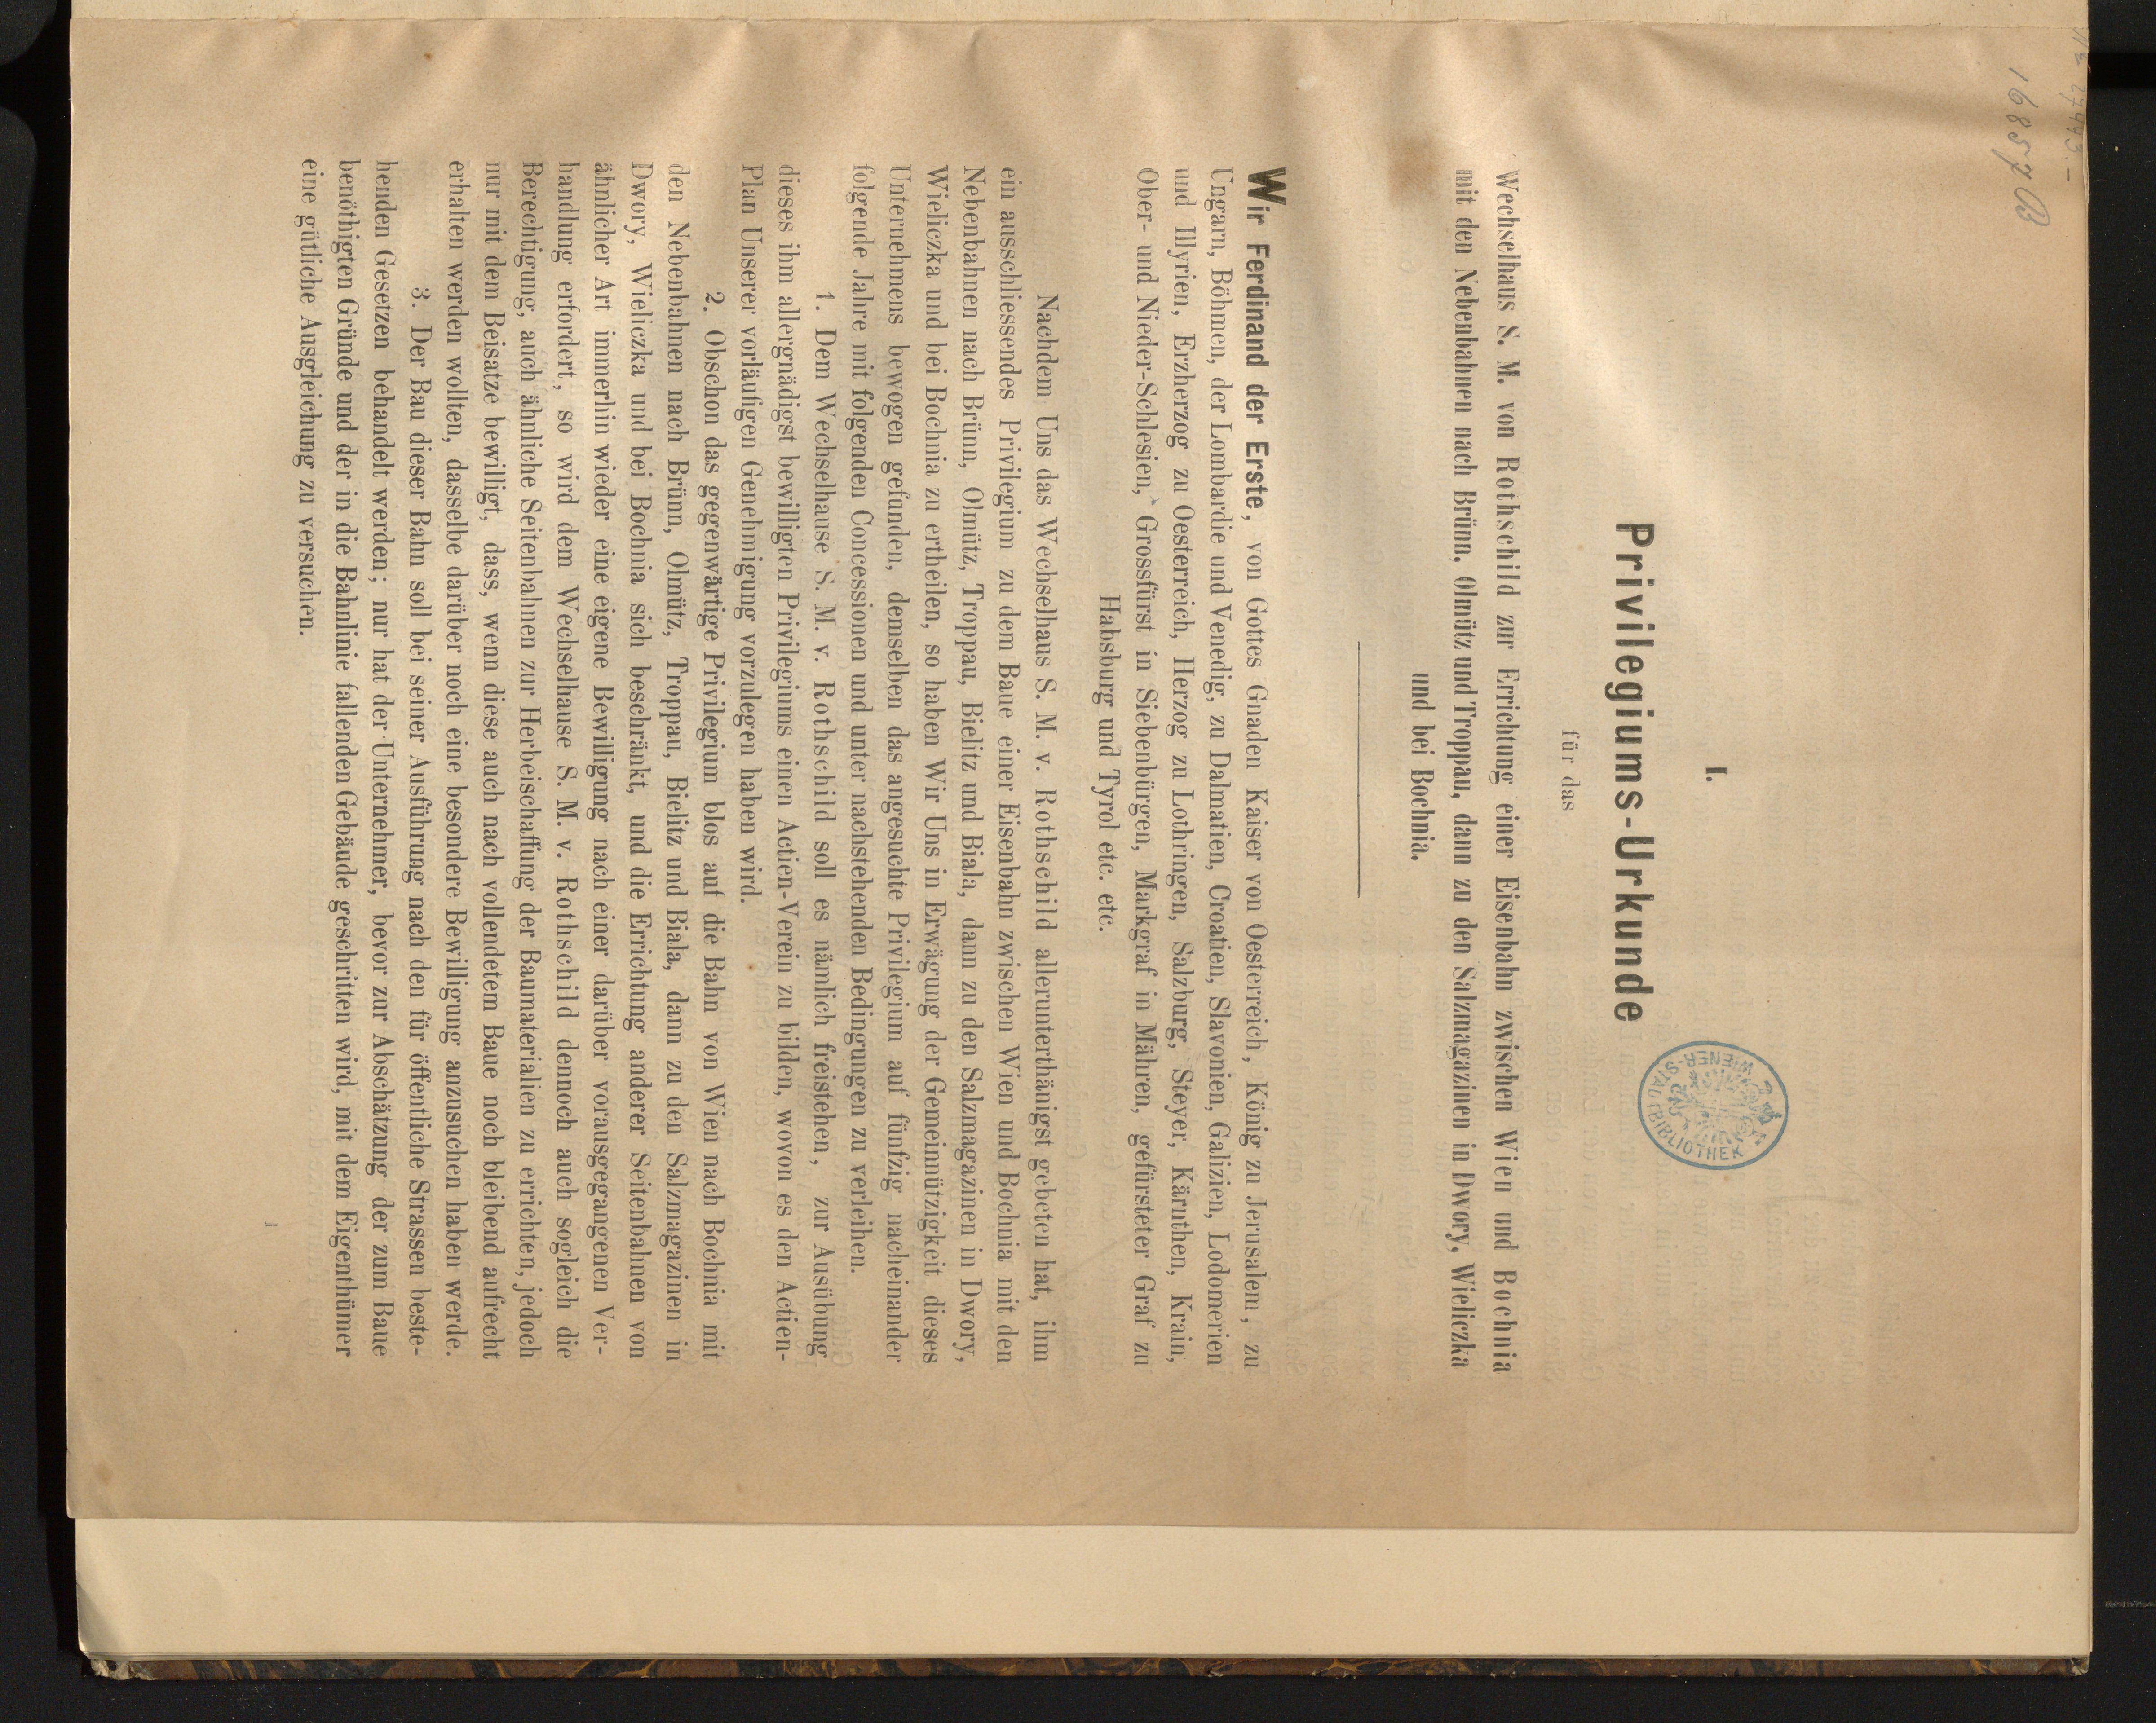 No 27443.-
16857 B
I.
Privilegiums-Urkunde
für das
Wechselhaus S. M. von Rothschild zur Errichtung einer Eisenbahn zwischen Wien und Bochnia
mit den Nebenbahnen nach Brünn, Olmütz und Troppau, dann zu den Salzmagazinen in Dwory, Wieliczka
und bei Bochnia.
WIENER-STADTBIBLIOTHEK
Wir Ferdinand der Erste, von Gottes Gnaden Kaiser von Oesterreich, König zu Jerusalem, zu
Ungarn, Böhmen, der Lombardie und Venedig, zu Dalmatien, Croatien, Slavonien, Galizien, Lodomerien
und Illyrien, Erzherzog zu Oesterreich, Herzog zu Lothringen, Salzburg, Steyer, Kärnthen, Krain,
Ober- und Nieder-Schlesien, Grossfürst in Siebenbürgen, Markgraf in Mähren, gefürsteter Graf zu
Habsburg und Tyrol etc. etc.
Nachdem Uns das Wechselhaus S. M. v. Rothschild allerunterthänigst gebeten hat, ihm
ein ausschliessendes Privilegium zu dem Baue einer Eisenbahn zwischen Wien und Bochnia mit den
Nebenbahnen nach Brünn, Olmütz, Troppau, Bielitz und Biala, dann zu den Salzmagazinen in Dwory,
Wieliczka und bei Bochnia zu ertheilen, so haben Wir Uns in Erwägung der Gemeinnützigkeit dieses
Unternehmens bewogen gefunden, demselben das angesuchte Privilegium auf fünfzig nacheinander
folgende Jahre mit folgenden Concessionen und unter nachstehenden Bedingungen zu verleihen.
1. Dem Wechselhause S. M. v. Rothschild soll es nämlich freistehen, zur Ausübung
dieses ihm allergnädigst bewilligten Privilegiums einen Actien-Verein zu bilden, wovon es den Actien-
Plan Unserer vorläufigen Genehmigung vorzulegen haben wird.
2. Obschon das gegenwärtige Privilegium blos auf die Bahn von Wien nach Bochnia mit
den Nebenbahnen nach Brünn, Olmütz, Troppau, Bielitz und Biala, dann zu den Salzmagazinen in
Dwory, Wieliczka und bei Bochnia sich beschränkt, und die Errichtung anderer Seitenbahnen von
ähnlicher Art immerhin wieder eine eigene Bewilligung nach einer darüber vorausgegangenen Ver-
handlung erfordert, so wird dem Wechselhause S. M. v. Rothschild dennoch auch sogleich die
Berechtigung, auch ähnliche Seitenbahnen zur Herbeischaffung der Baumaterialien zu errichten, jedoch
nur mit dem Beisatze bewilligt, dass, wenn diese auch nach vollendetem Baue noch bleibend aufrecht
erhalten werden wollten, dasselbe darüber noch eine besondere Bewilligung anzusuchen haben werde.
3. Der Bau dieser Bahn soll bei seiner Ausführung nach den für öffentliche Strassen beste-
henden Gesetzen behandelt werden; nur hat der Unternehmer, bevor zur Abschätzung der zum Baue
benöthigten Gründe und der in die Bahnlinie fallenden Gebäude geschritten wird, mit dem Eigenthümer
eine gütliche Ausgleichung zu versuchen.
1